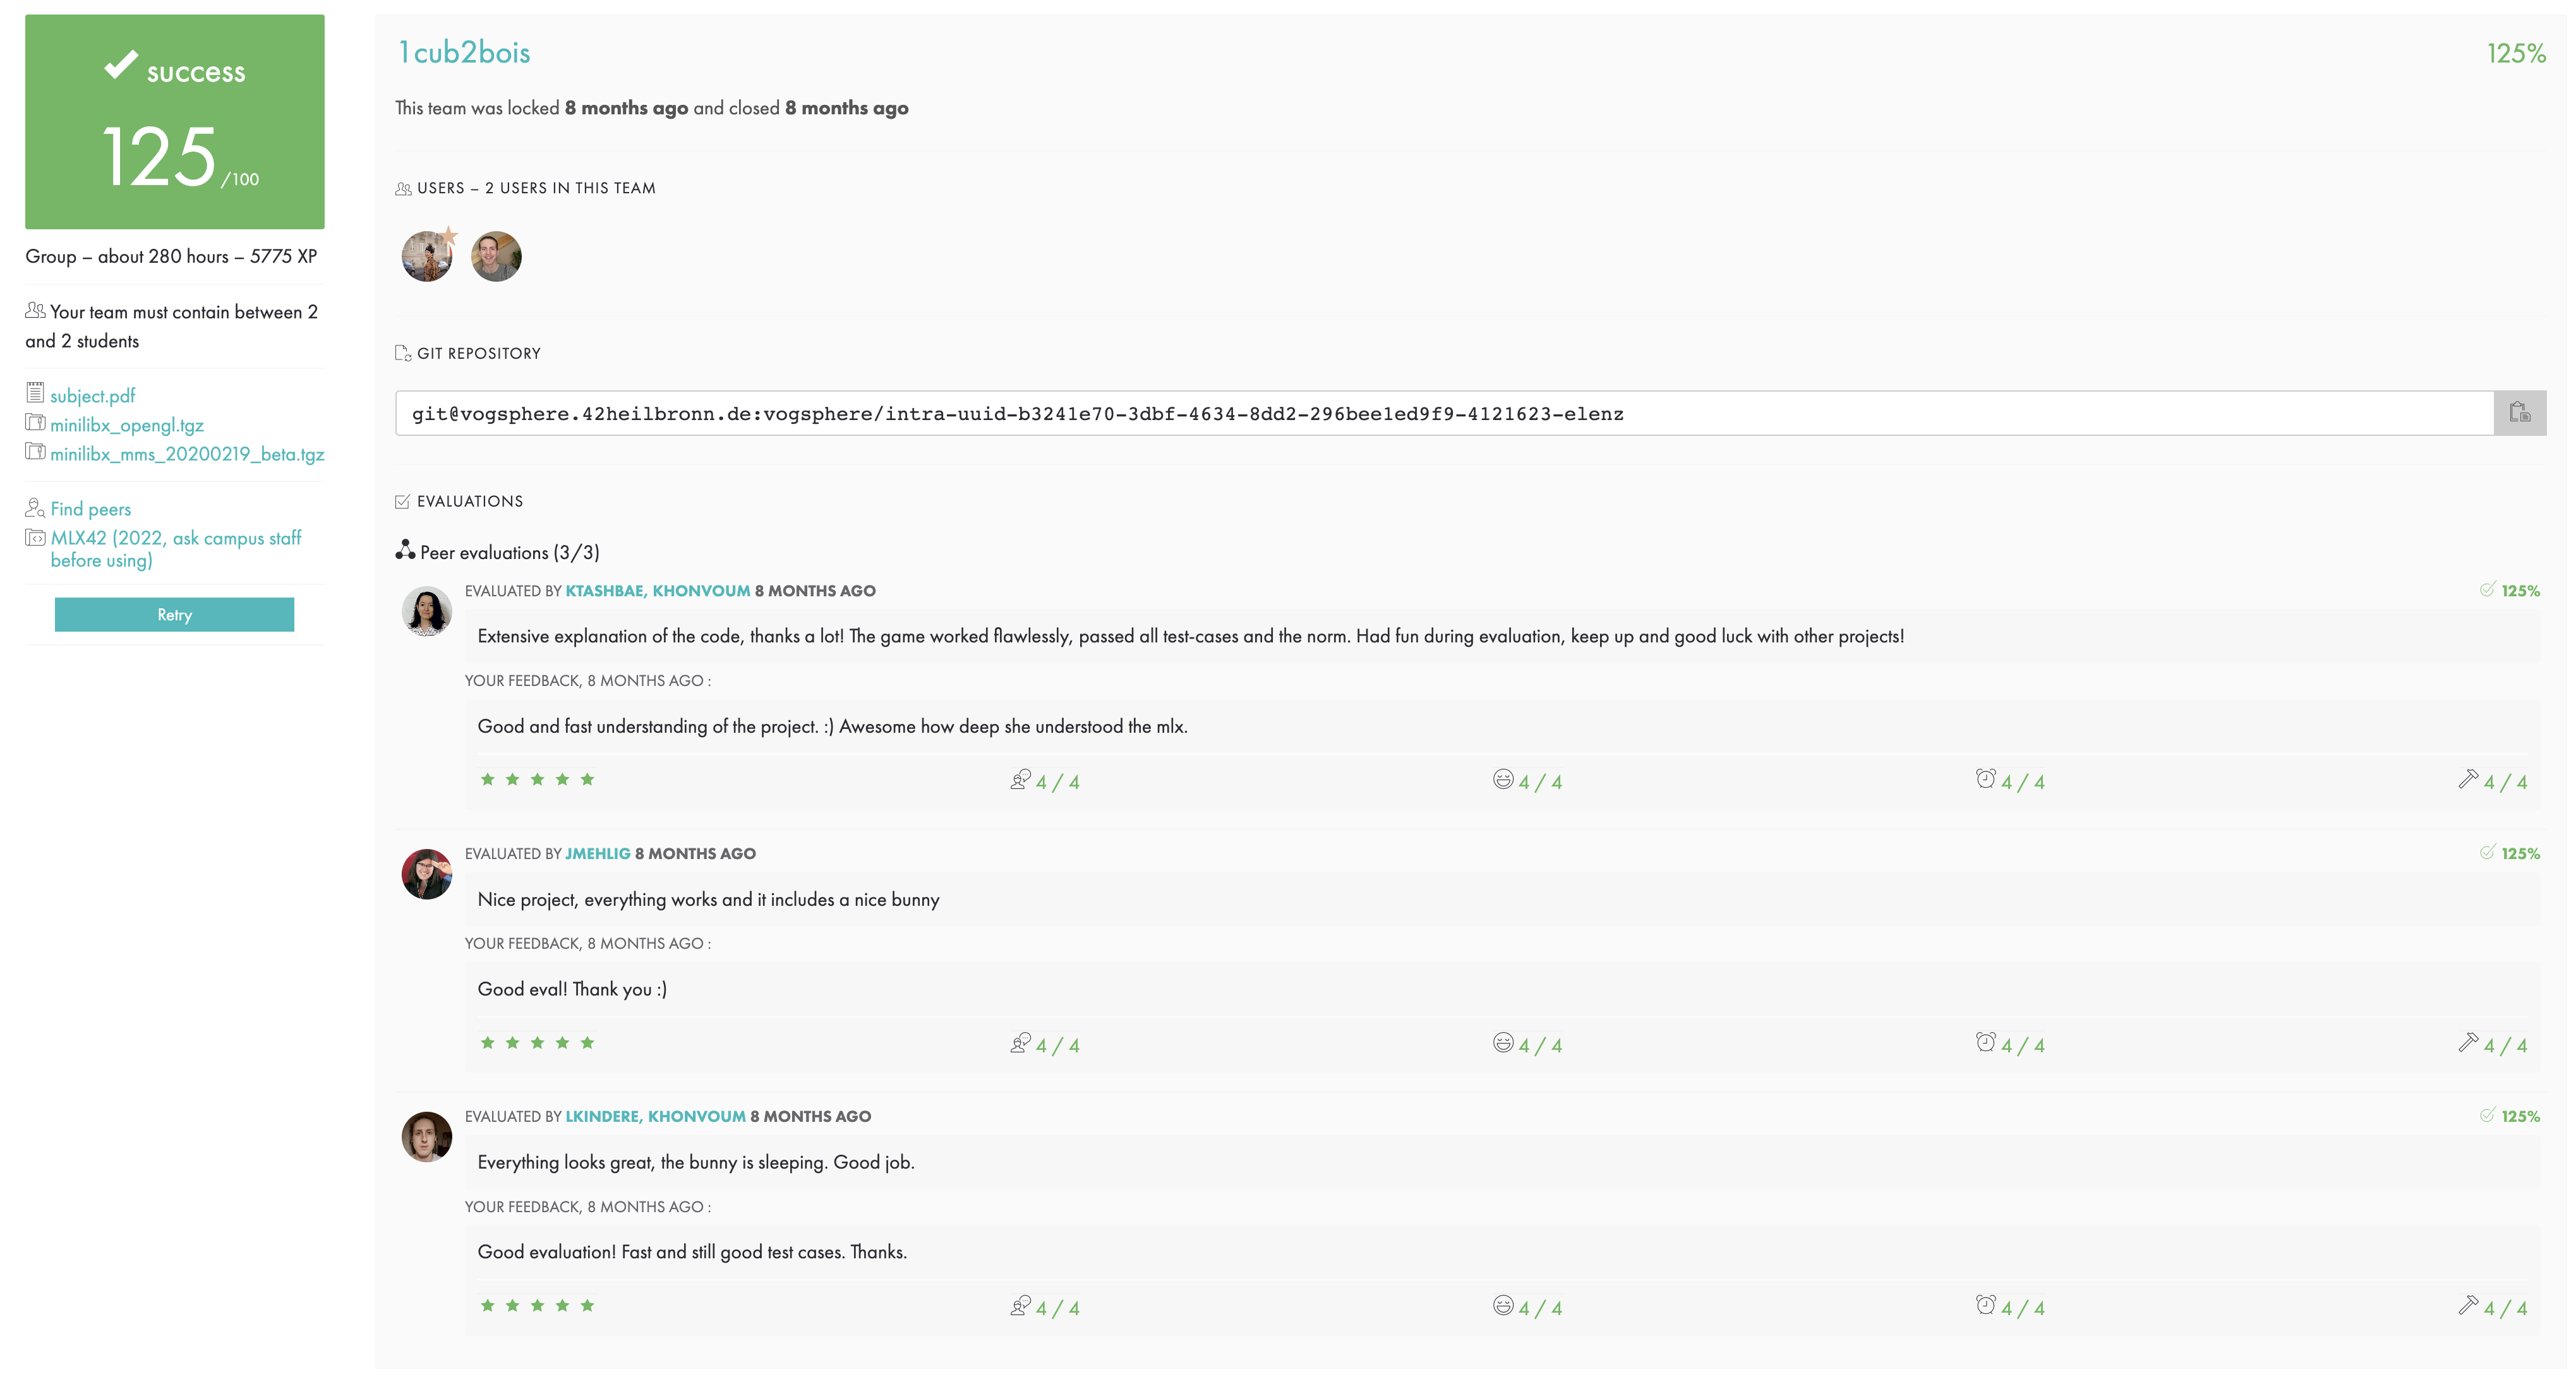 success
125 /100
Group – about 280 hours – 5775 XP
Your team must contain between 2
and 2 students
subject.pdf
minilibx_opengl.tgz
minilibx_mms_20200219_beta.tgz
Find peers
MLX42 (2022, ask campus staff
before using)
Retry
1cub2bois 125%
This team was locked 8 months ago and closed 8 months ago
USERS – 2 USERS IN THIS TEAM
GIT REPOSITORY
git@vogsphere.42heilbronn.de:vogsphere/intra-uuid-b3241e70-3dbf-4634-8dd2-296bee1ed9f9-4121623-elenz
EVALUATIONS
Peer evaluations (3/3)
EVALUATED BY KTASHBAE, KHONVOUM 8 MONTHS AGO 125%
Extensive explanation of the code, thanks a lot! The game worked flawlessly, passed all test-cases and the norm. Had fun during evaluation, keep up and good luck with other projects!
YOUR FEEDBACK, 8 MONTHS AGO :
Good and fast understanding of the project. :) Awesome how deep she understood the mlx.
4 / 4 4 / 4 4 / 4 4 / 4
EVALUATED BY JMEHLIG 8 MONTHS AGO 125%
Nice project, everything works and it includes a nice bunny
YOUR FEEDBACK, 8 MONTHS AGO :
Good eval! Thank you :)
4 / 4 4 / 4 4 / 4 4 / 4
EVALUATED BY LKINDERE, KHONVOUM 8 MONTHS AGO 125%
Everything looks great, the bunny is sleeping. Good job.
YOUR FEEDBACK, 8 MONTHS AGO :
Good evaluation! Fast and still good test cases. Thanks.
4 / 4 4 / 4 4 / 4 4 / 4